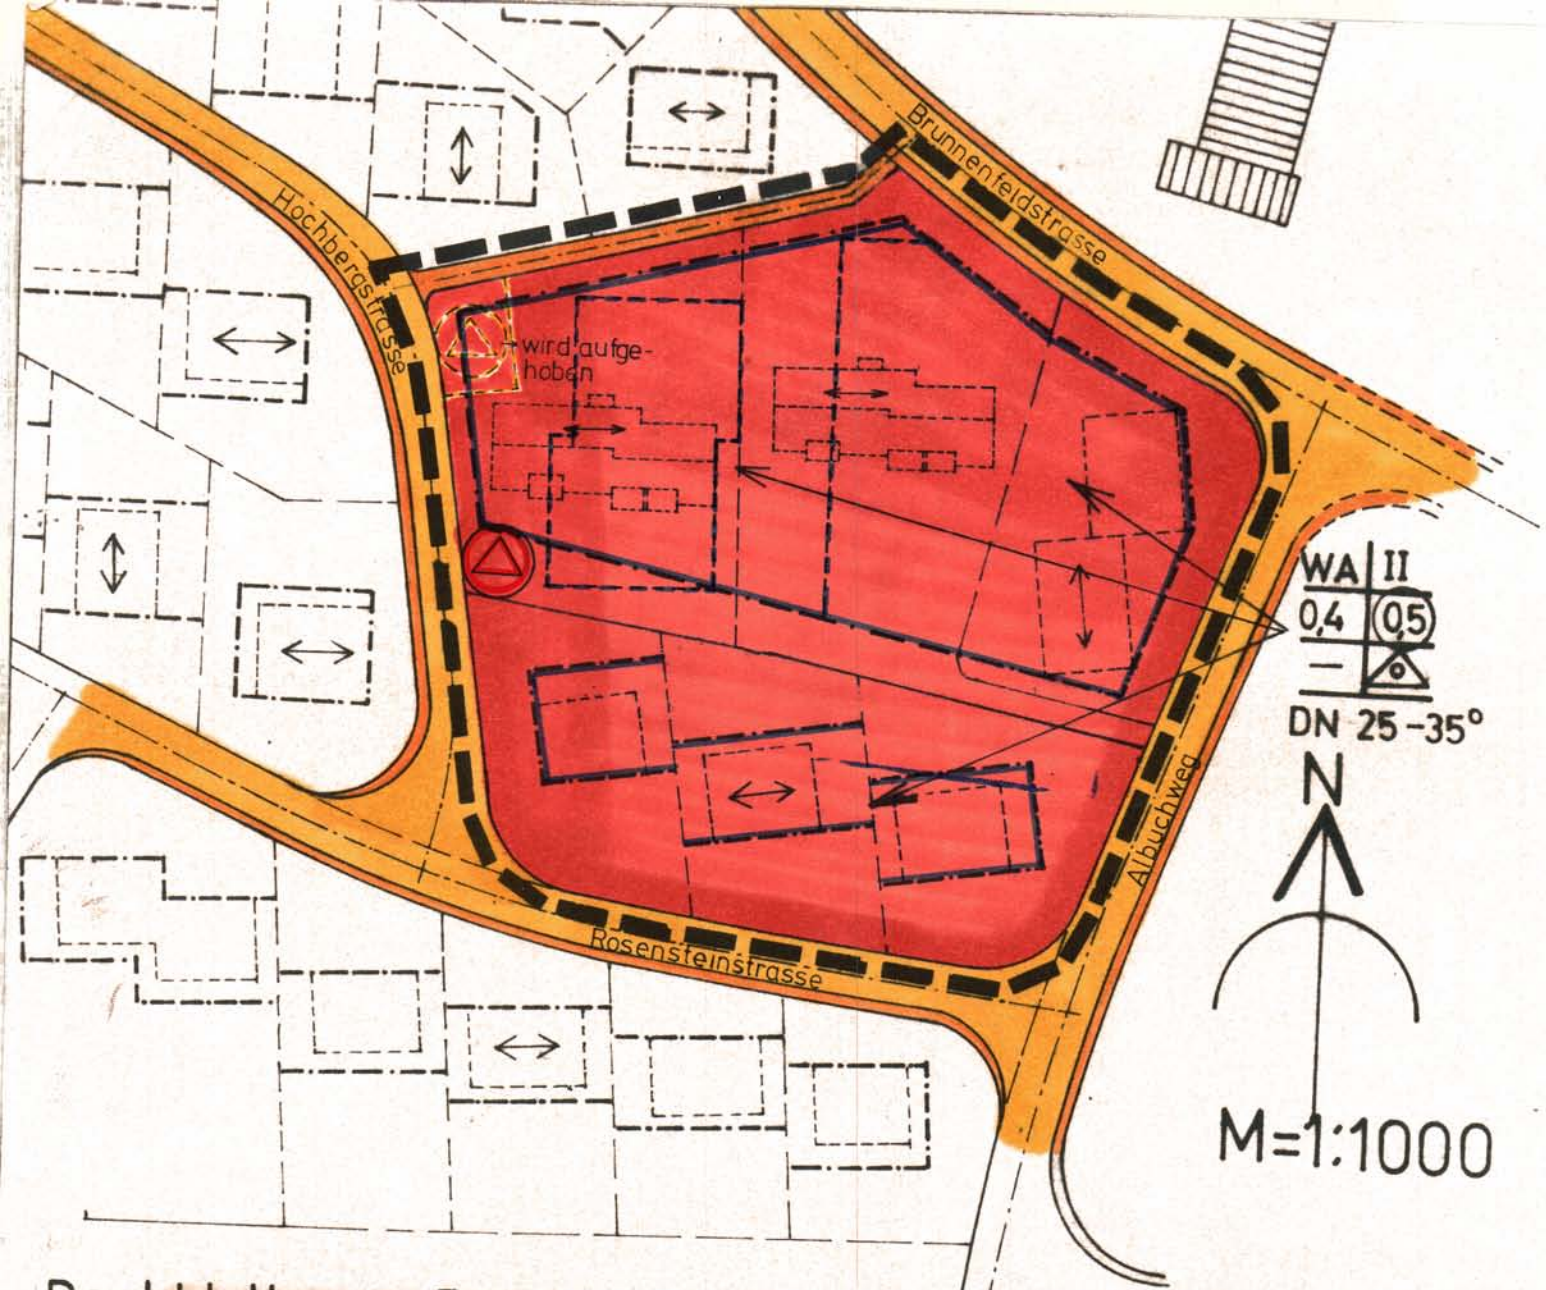 Brunnenfeldstrasse
Hochbergstrasse
wird aufge-
hoben
WA II
0,4 0,5
–
DN 25-35°
N
Albuchweg
Rosensteinstrasse
M=1:1000